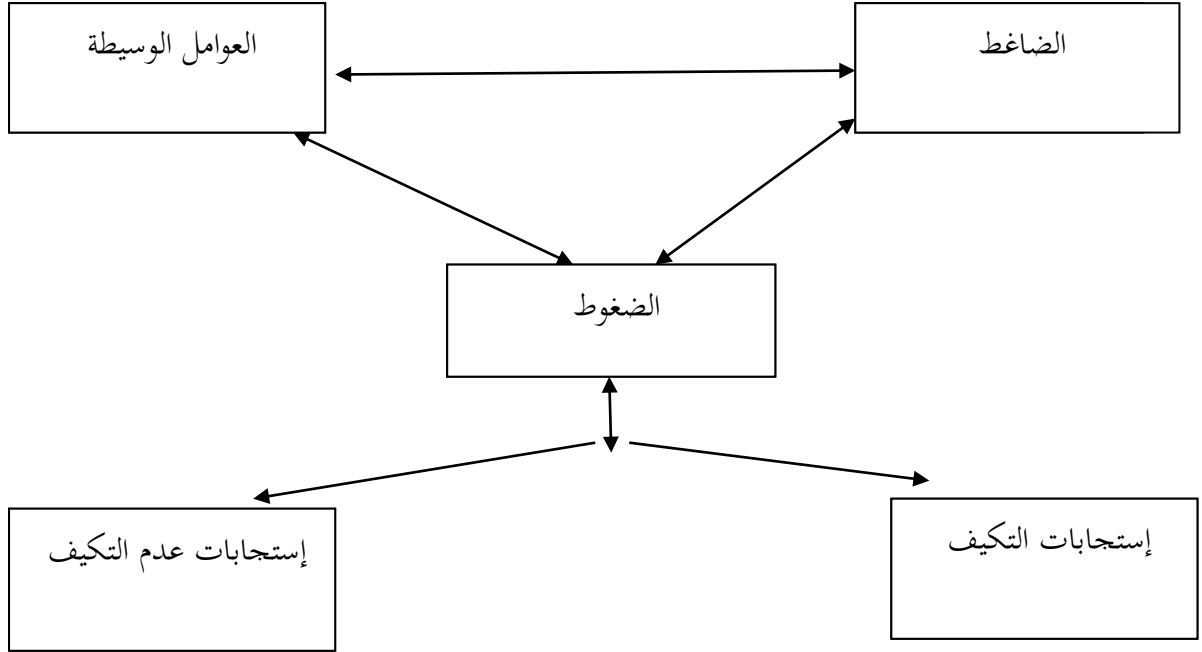 الضاغط
العوامل الوسيطة
الضغوط
إستجابات التكيف
إستجابات عدم التكيف